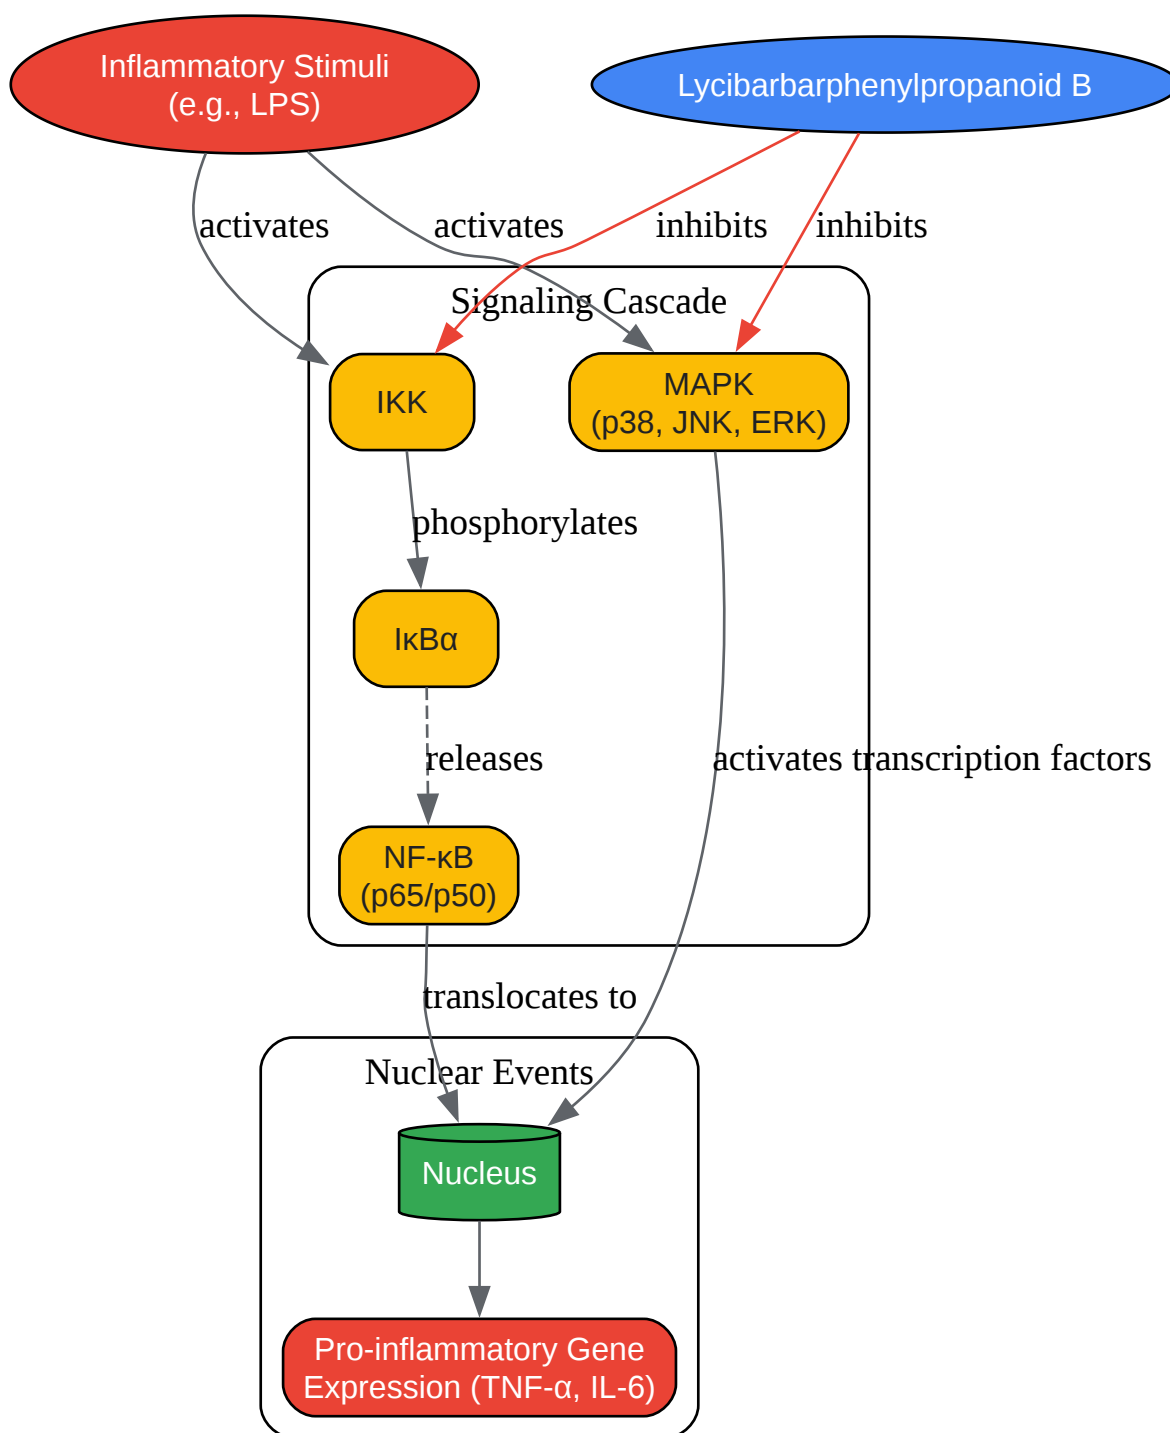 Inflammatory Stimuli
(e.g., LPS)
Lycibarbarphenylpropanoid B
activates
activates
inhibits
inhibits
Signaling Cascade
IKK
MAPK
(p38, JNK, ERK)
phosphorylates
IκBα
releases
activates transcription factors
NF-κB
(p65/p50)
translocates to
Nuclear Events
Nucleus
Pro-inflammatory Gene
Expression (TNF-α, IL-6)